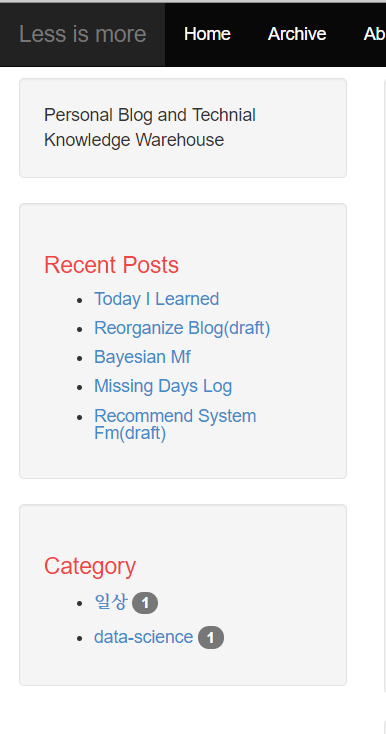 Less is more Home Archive Ab
Personal Blog and Technial
Knowledge Warehouse
Recent Posts
Today I Learned
Reorganize Blog(draft)
Bayesian Mf
Missing Days Log
Recommend System
Fm(draft)
Category
일상 1
data-science 1